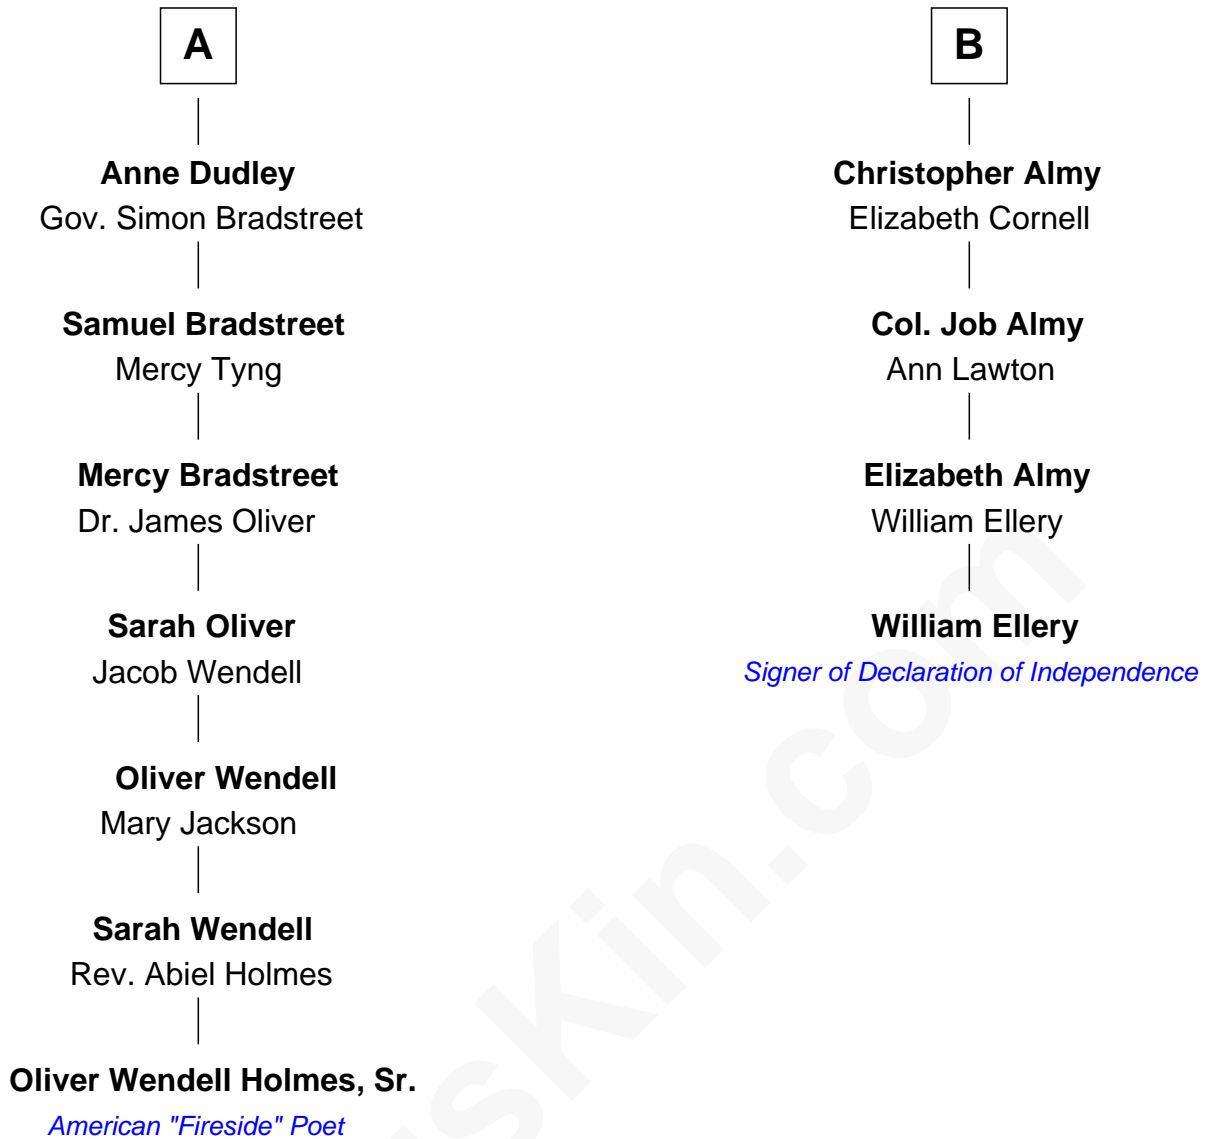 A
Anne Dudley
Gov. Simon Bradstreet
Samuel Bradstreet
Mercy Tyng
Mercy Bradstreet
Dr. James Oliver
Sarah Oliver
Jacob Wendell
Oliver Wendell
Mary Jackson
Sarah Wendell
Rev. Abiel Holmes
Oliver Wendell Holmes, Sr.
American "Fireside" Poet
B
Christopher Almy
Elizabeth Cornell
Col. Job Almy
Ann Lawton
Elizabeth Almy
William Ellery
William Ellery
Signer of Declaration of Independence
sKin.com